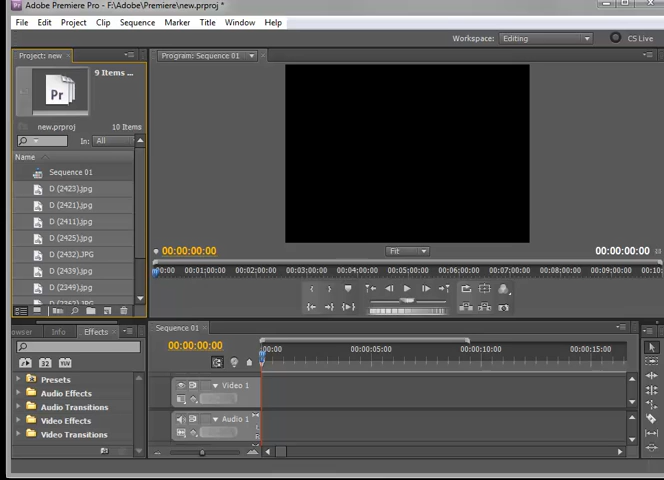 Adobe Premiere Pro - F:\Adobe\Premiere\new.prproj *
File Edit Project Clip Sequence Marker Title Window Help
Workspace: Editing CS Live
Project: new
9 Items ...
Pr
new.prproj 10 Items
In: All
Name
Sequence 01
D (2423).jpg
D (2421).jpg
D (2411).jpg
D (2425).jpg
D (2432).JPG
D (2439).jpg
D (2349).jpg
Program: Sequence 01
00:00:00:00 Fit 00:00:00:00
00:00 00:01:00:00 00:02:00:00 00:03:00:00 00:04:00:00 00:05:00:00 00:06:00:00 00:07:00:00 00:08:00:00 00:09:00:00 00:10:
Info Effects
Presets
Audio Effects
Audio Transitions
Video Effects
Video Transitions
Sequence 01
00:00:00:00
:00:00 00:00:05:00 00:00:10:00 00:00:15:00
Video 1
Audio 1